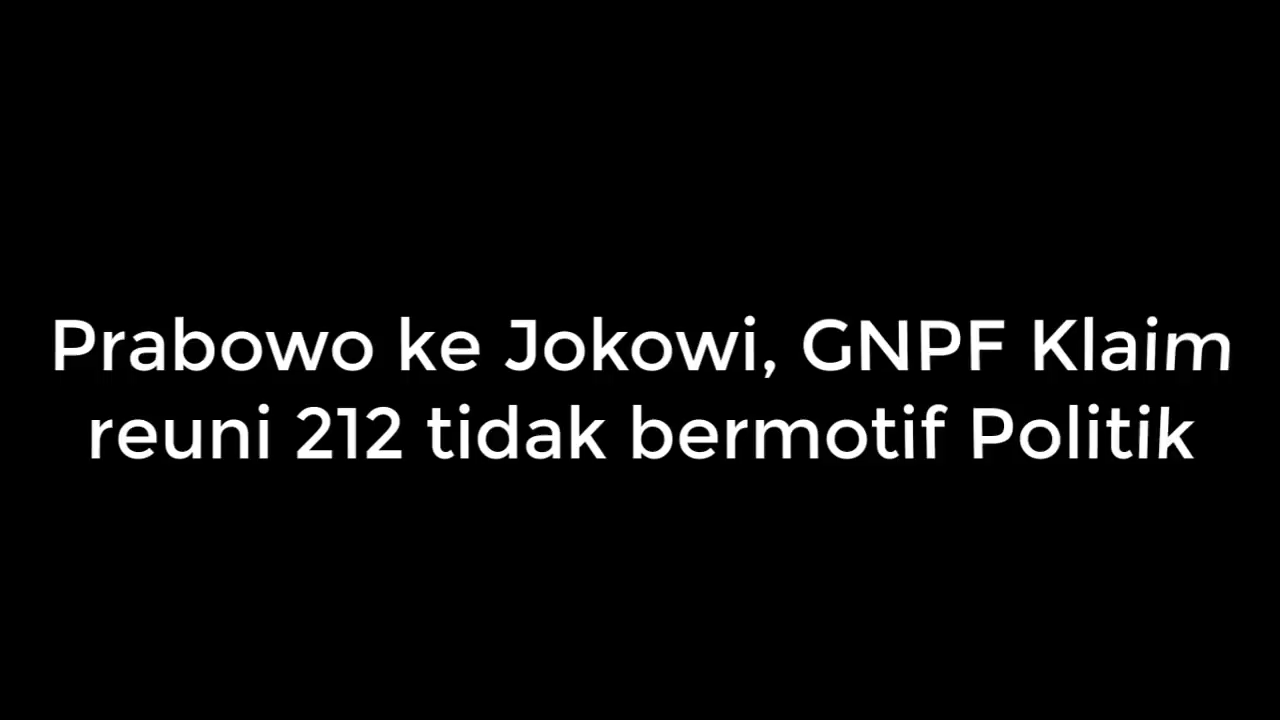 Prabowo ke Jokowi, GNPF Klaim
reuni 212 tidak bermotif Politik